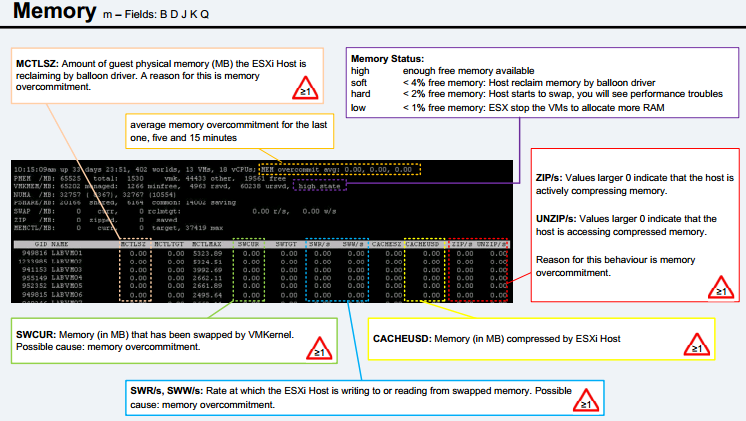 Memory m – Fields: B D J K Q
MCTLSZ: Amount of guest physical memory (MB) the ESXi Host is
reclaiming by balloon driver. A reason for this is memory
overcommitment.
≥1
Memory Status:
high enough free memory available
soft < 4% free memory: Host reclaim memory by balloon driver
hard < 2% free memory: Host starts to swap, you will see performance troubles
low < 1% free memory: ESX stop the VMs to allocate more RAM
average memory overcommitment for the last
one, five and 15 minutes
10:15:09am up 33 days 23:51, 402 worlds, 13 VMs, 18 vCPUs; MEM overcommit avg: 0.00, 0.00, 0.00
PMEM /MB: 65525 total: 1530 vmk, 44433 other, 19561 free
VMKMEM/MB: 65202 managed: 1266 minfree, 4963 rsvd, 60238 ursvd, high state
NUMA /MB: 32757 ( 8367), 32767 (10554)
PSHARE/MB: 20166 shared, 6164 common: 14002 saving
SWAP /MB: 0 curr, 0 rclmtgt: 0.00 r/s, 0.00 w/s
ZIP /MB: 0 zipped, 0 saved
MEMCTL/MB: 0 curr, 0 target, 37419 max
GID NAME MCTLSZ MCTLTGT MCTLMAX SWCUR SWTGT SWR/s SWW/s CACHESZ CACHEUSD ZIP/s UNZIP/s
949816 LABVM01 0.00 0.00 5323.89 0.00 0.00 0.00 0.00 0.00 0.00 0.00 0.00
LABVM02 0.00 0.00 5324.51 0.00 0.00 0.00 0.00 0.00 0.00 0.00 0.00
941153 LABVM03 0.00 0.00 3992.69 0.00 0.00 0.00 0.00 0.00 0.00 0.00 0.00
955149 LABVM04 0.00 0.00 2662.11 0.00 0.00 0.00 0.00 0.00 0.00 0.00 0.00
952352 LABVM05 0.00 0.00 2661.89 0.00 0.00 0.00 0.00 0.00 0.00 0.00 0.00
949815 LABVM06 0.00 0.00 2495.64 0.00 0.00 0.00 0.00 0.00 0.00 0.00 0.00
ZIP/s: Values larger 0 indicate that the host is
actively compressing memory.
UNZIP/s: Values larger 0 indicate that the
host is accessing compressed memory.
Reason for this behaviour is memory
overcommitment.
≥1
SWCUR: Memory (in MB) that has been swapped by VMKernel.
Possible cause: memory overcommitment.
≥1
CACHEUSD: Memory (in MB) compressed by ESXi Host
≥1
SWR/s, SWW/s: Rate at which the ESXi Host is writing to or reading from swapped memory. Possible
cause: memory overcommitment.
≥1